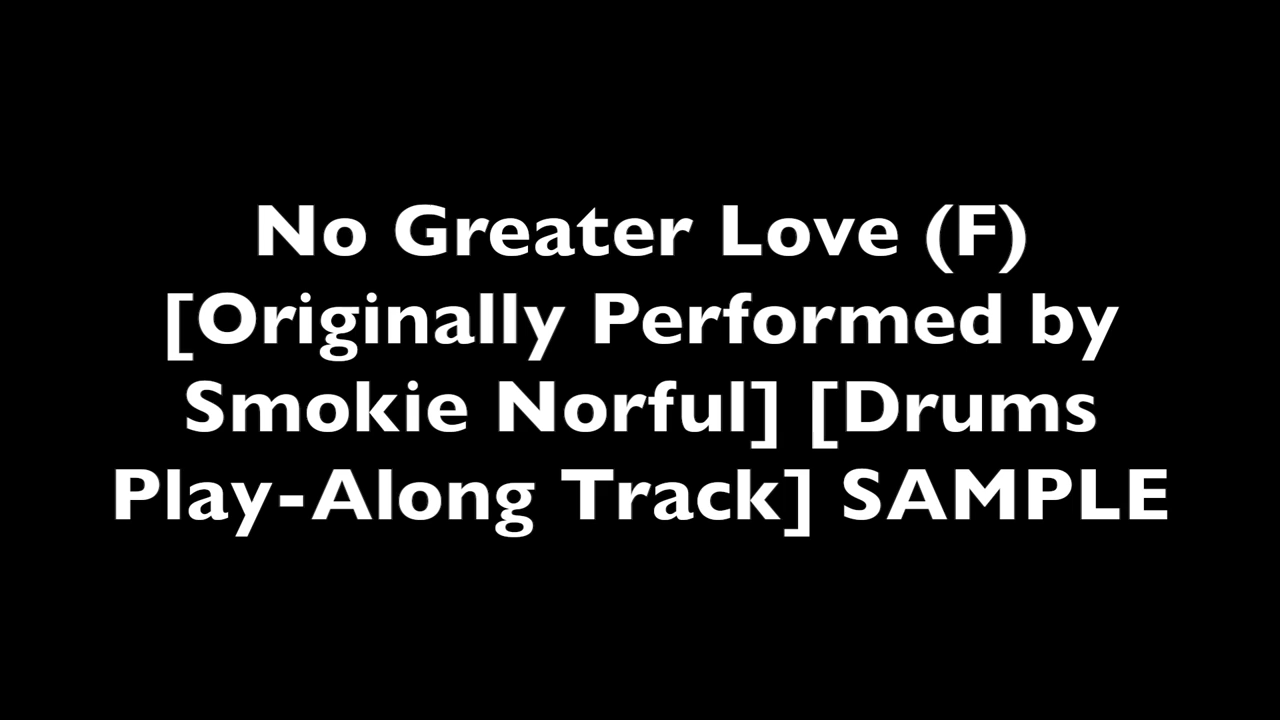 No Greater Love (F)
[Originally Performed by
Smokie Norful] [Drums
Play-Along Track] SAMPLE